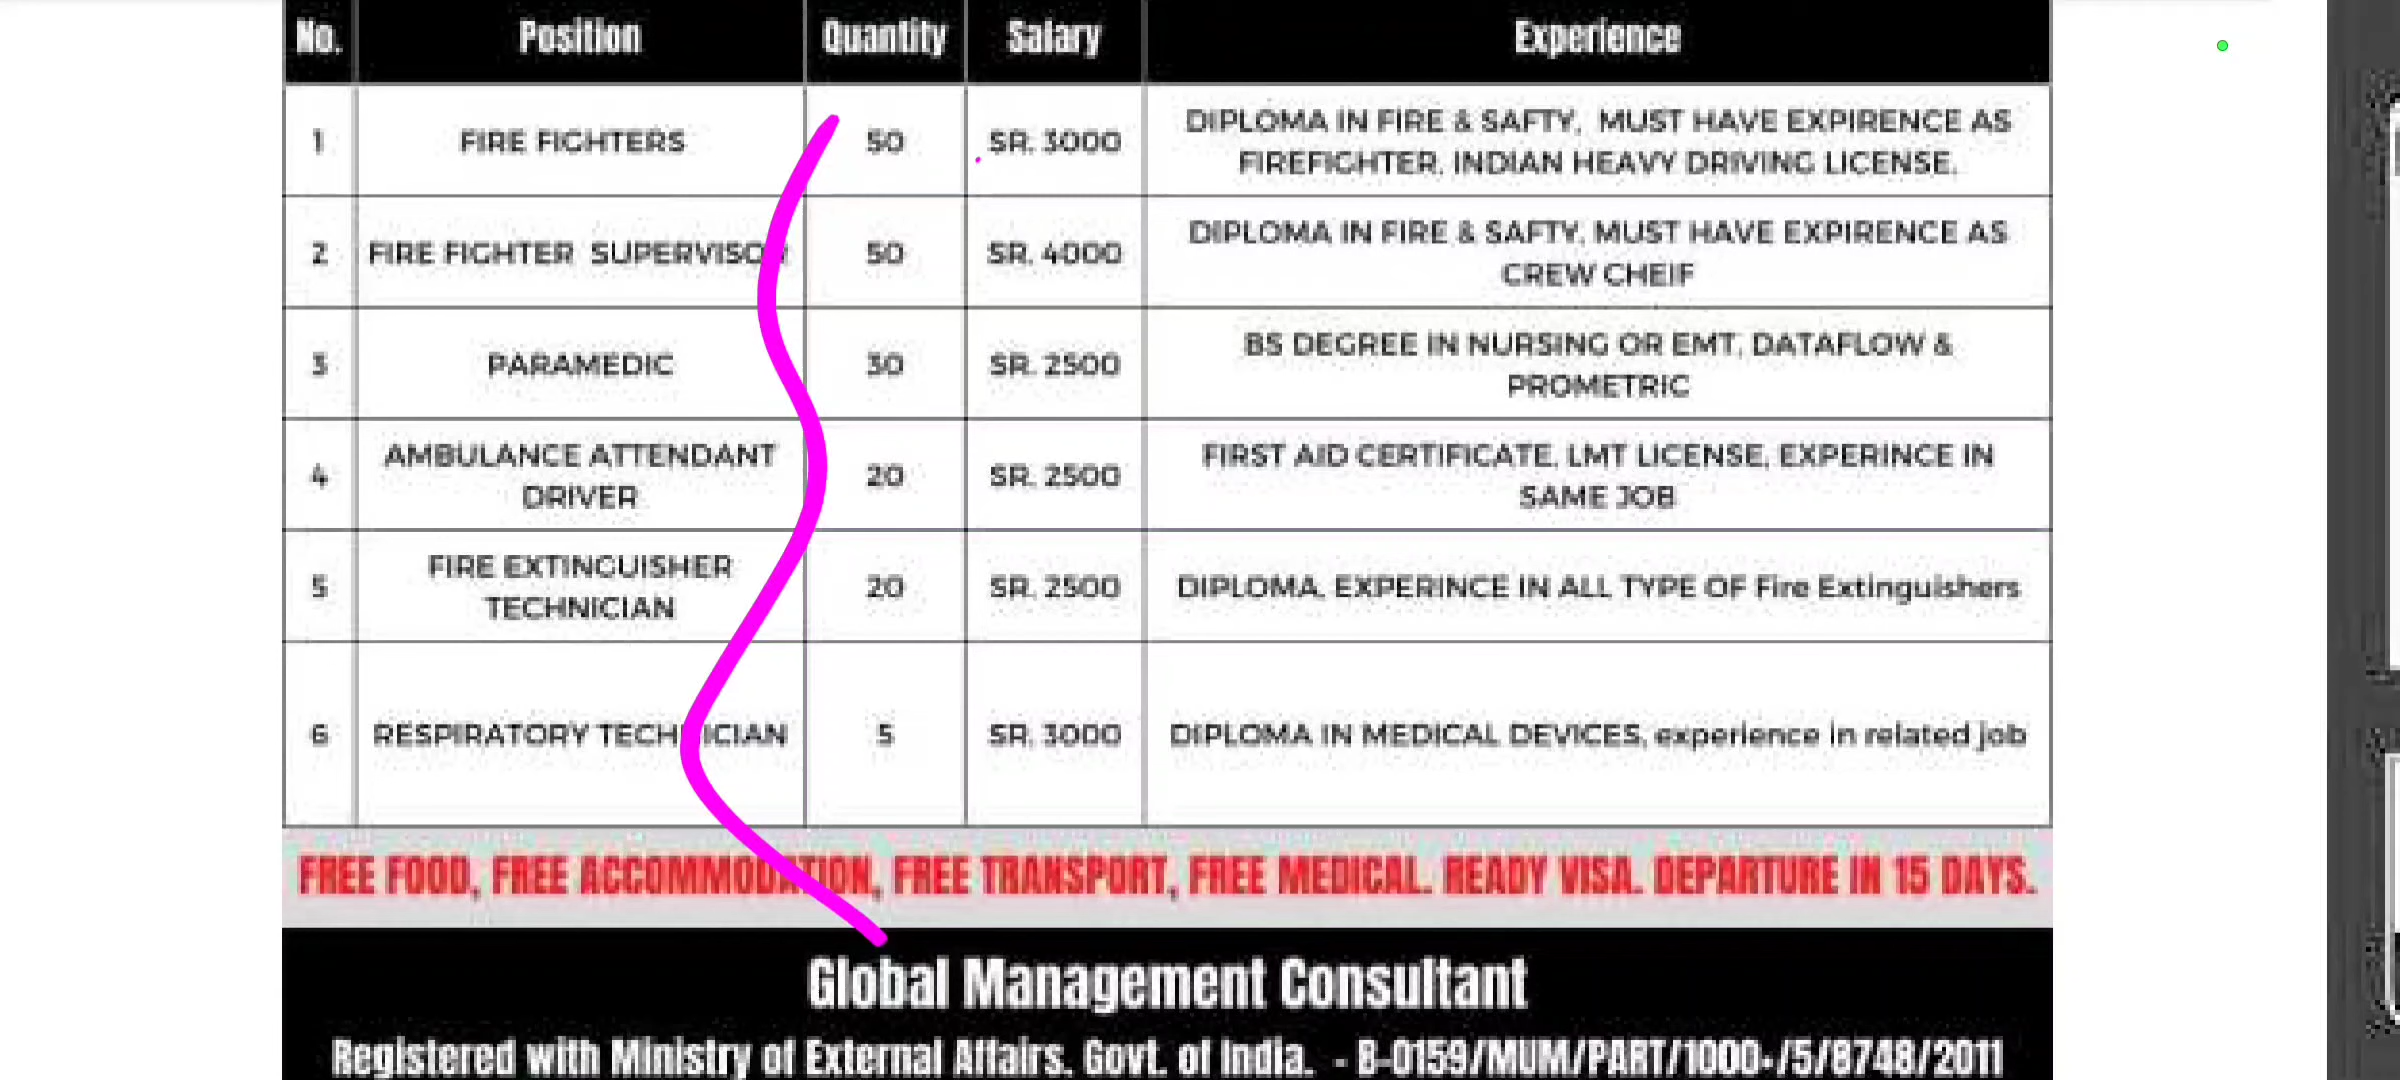 No. Position Quantity Salary Experience
1 FIRE FIGHTERS 50 SR. 3000 DIPLOMA IN FIRE & SAFTY, MUST HAVE EXPIRENCE AS
FIREFIGHTER, INDIAN HEAVY DRIVING LICENSE,
2 FIRE FIGHTER SUPERVISOR 50 SR. 4000 DIPLOMA IN FIRE & SAFTY, MUST HAVE EXPIRENCE AS
CREW CHEIF
3 PARAMEDIC 30 SR. 2500 BS DEGREE IN NURSING OR EMT, DATAFLOW &
PROMETRIC
4 AMBULANCE ATTENDANT
DRIVER 20 SR. 2500 FIRST AID CERTIFICATE, LMT LICENSE, EXPERINCE IN
SAME JOB
5 FIRE EXTINGUISHER
TECHNICIAN 20 SR. 2500 DIPLOMA, EXPERINCE IN ALL TYPE OF Fire Extinguishers
6 RESPIRATORY TECHNICIAN 5 SR. 3000 DIPLOMA IN MEDICAL DEVICES, experience in related job
FREE FOOD, FREE ACCOMMODATION, FREE TRANSPORT, FREE MEDICAL. READY VISA. DEPARTURE IN 15 DAYS.
Global Management Consultant
Registered with Ministry of External Affairs. Govt. of India. - B-0159/MUM/PART/1000+/5/8748/2011